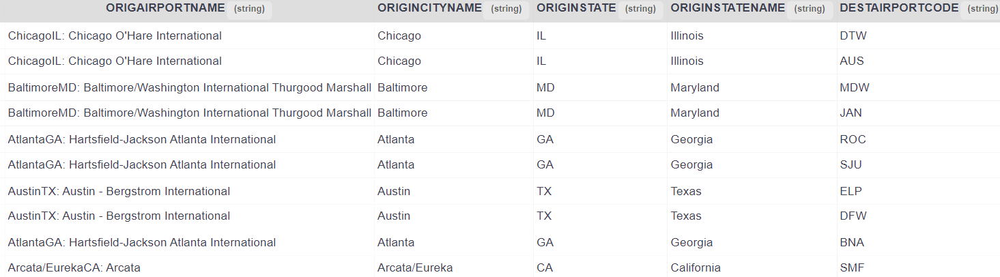 ORIGAIRPORTNAME (string) ORIGINCITYNAME (string) ORIGINSTATE (string) ORIGINSTATENAME (string) DESTAIRPORTCODE (string)
ChicagoIL: Chicago O'Hare International Chicago IL Illinois DTW
ChicagoIL: Chicago O'Hare International Chicago IL Illinois AUS
BaltimoreMD: Baltimore/Washington International Thurgood Marshall Baltimore MD Maryland MDW
BaltimoreMD: Baltimore/Washington International Thurgood Marshall Baltimore MD Maryland JAN
AtlantaGA: Hartsfield-Jackson Atlanta International Atlanta GA Georgia ROC
AtlantaGA: Hartsfield-Jackson Atlanta International Atlanta GA Georgia SJU
AustinTX: Austin - Bergstrom International Austin TX Texas ELP
AustinTX: Austin - Bergstrom International Austin TX Texas DFW
AtlantaGA: Hartsfield-Jackson Atlanta International Atlanta GA Georgia BNA
Arcata/EurekaCA: Arcata Arcata/Eureka CA California SMF